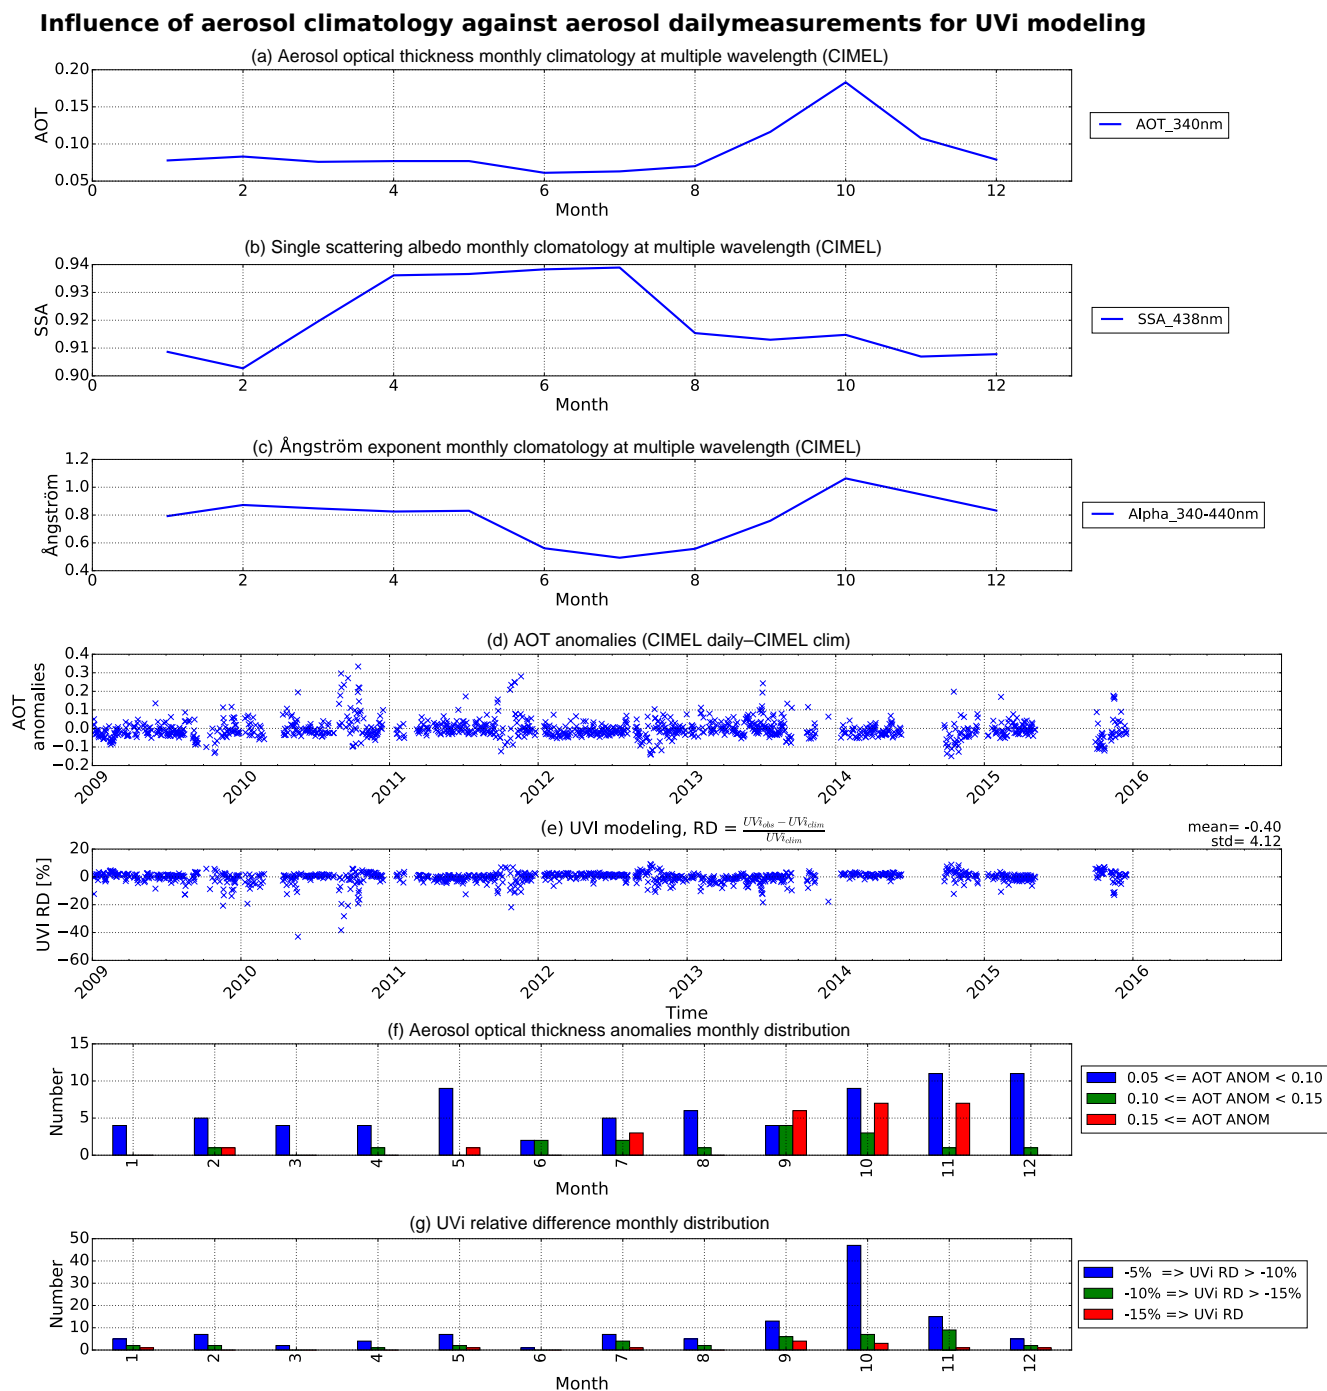 Influence of aerosol climatology against aerosol dailymeasurements for UVi modeling
(a) Aerosol optical thickness monthly climatology at multiple wavelength (CIMEL)
0.20
0.15
0.10
0.05
AOT
0 2 4 6 8 10 12
Month
AOT_340nm
(b) Single scattering albedo monthly clomatology at multiple wavelength (CIMEL)
0.94
0.93
0.92
0.91
0.90
SSA
0 2 4 6 8 10 12
Month
SSA_438nm
(c) Ångström exponent monthly clomatology at multiple wavelength (CIMEL)
1.2
1.0
0.8
0.6
0.4
Ångström
0 2 4 6 8 10 12
Month
Alpha_340-440nm
(d) AOT anomalies (CIMEL daily–CIMEL clim)
0.4
0.3
0.2
0.1
0.0
−0.1
−0.2
AOT
anomalies
2009 2010 2011 2012 2013 2014 2015 2016
(e) UVI modeling, RD = UVi_obs − UVi_clim / UVi_clim
mean= -0.40
std= 4.12
20
0
−20
−40
−60
UVI RD [%]
2009 2010 2011 2012 2013 2014 2015 2016
Time
(f) Aerosol optical thickness anomalies monthly distribution
15
10
5
0
Number
1 2 3 4 5 6 7 8 9 10 11 12
Month
0.05 <= AOT ANOM < 0.10
0.10 <= AOT ANOM < 0.15
0.15 <= AOT ANOM
(g) UVi relative difference monthly distribution
50
40
30
20
10
0
Number
1 2 3 4 5 6 7 8 9 10 11 12
Month
-5%  => UVi RD > -10%
-10% => UVi RD > -15%
-15% => UVi RD